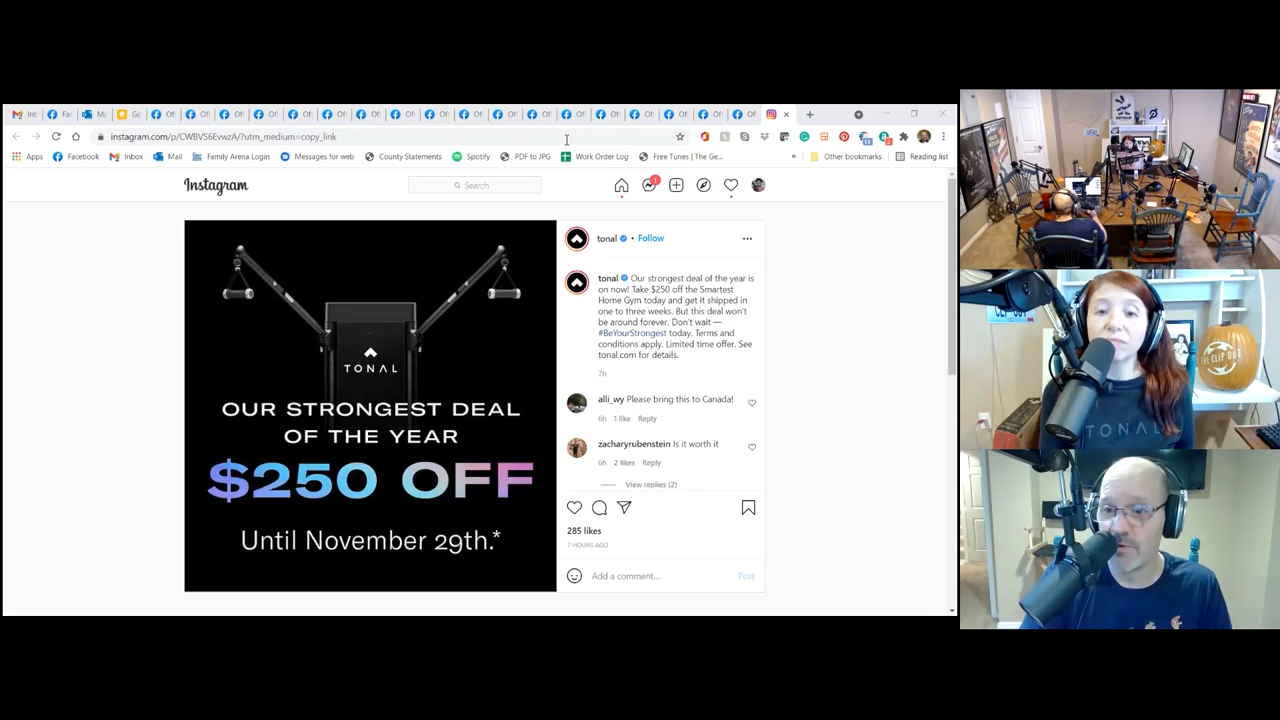 instagram.com/p/CWBVS6EvwzA/?utm_medium=copy_link
Apps
Facebook
Inbox
Mail
Family Arena Login
Messages for web
County Statements
Spotify
PDF to JPG
Work Order Log
Free Tunes | The Ge...
»
Other bookmarks
Reading list
Instagram
Search
1
TONAL
OUR STRONGEST DEAL
OF THE YEAR
$250 OFF
Until November 29th.*
tonal • Follow
tonal Our strongest deal of the year is
on now! Take $250 off the Smartest
Home Gym today and get it shipped in
one to three weeks. But this deal won't
be around forever. Don't wait —
#BeYourStrongest today. Terms and
conditions apply. Limited time offer. See
tonal.com for details.
7h
alli_wy Please bring this to Canada!
6h 1 like Reply
zacharyrubenstein Is it worth it
6h 2 likes Reply
View replies (2)
285 likes
7 HOURS AGO
Add a comment...
Post
THE CLIP OUT
TONAL